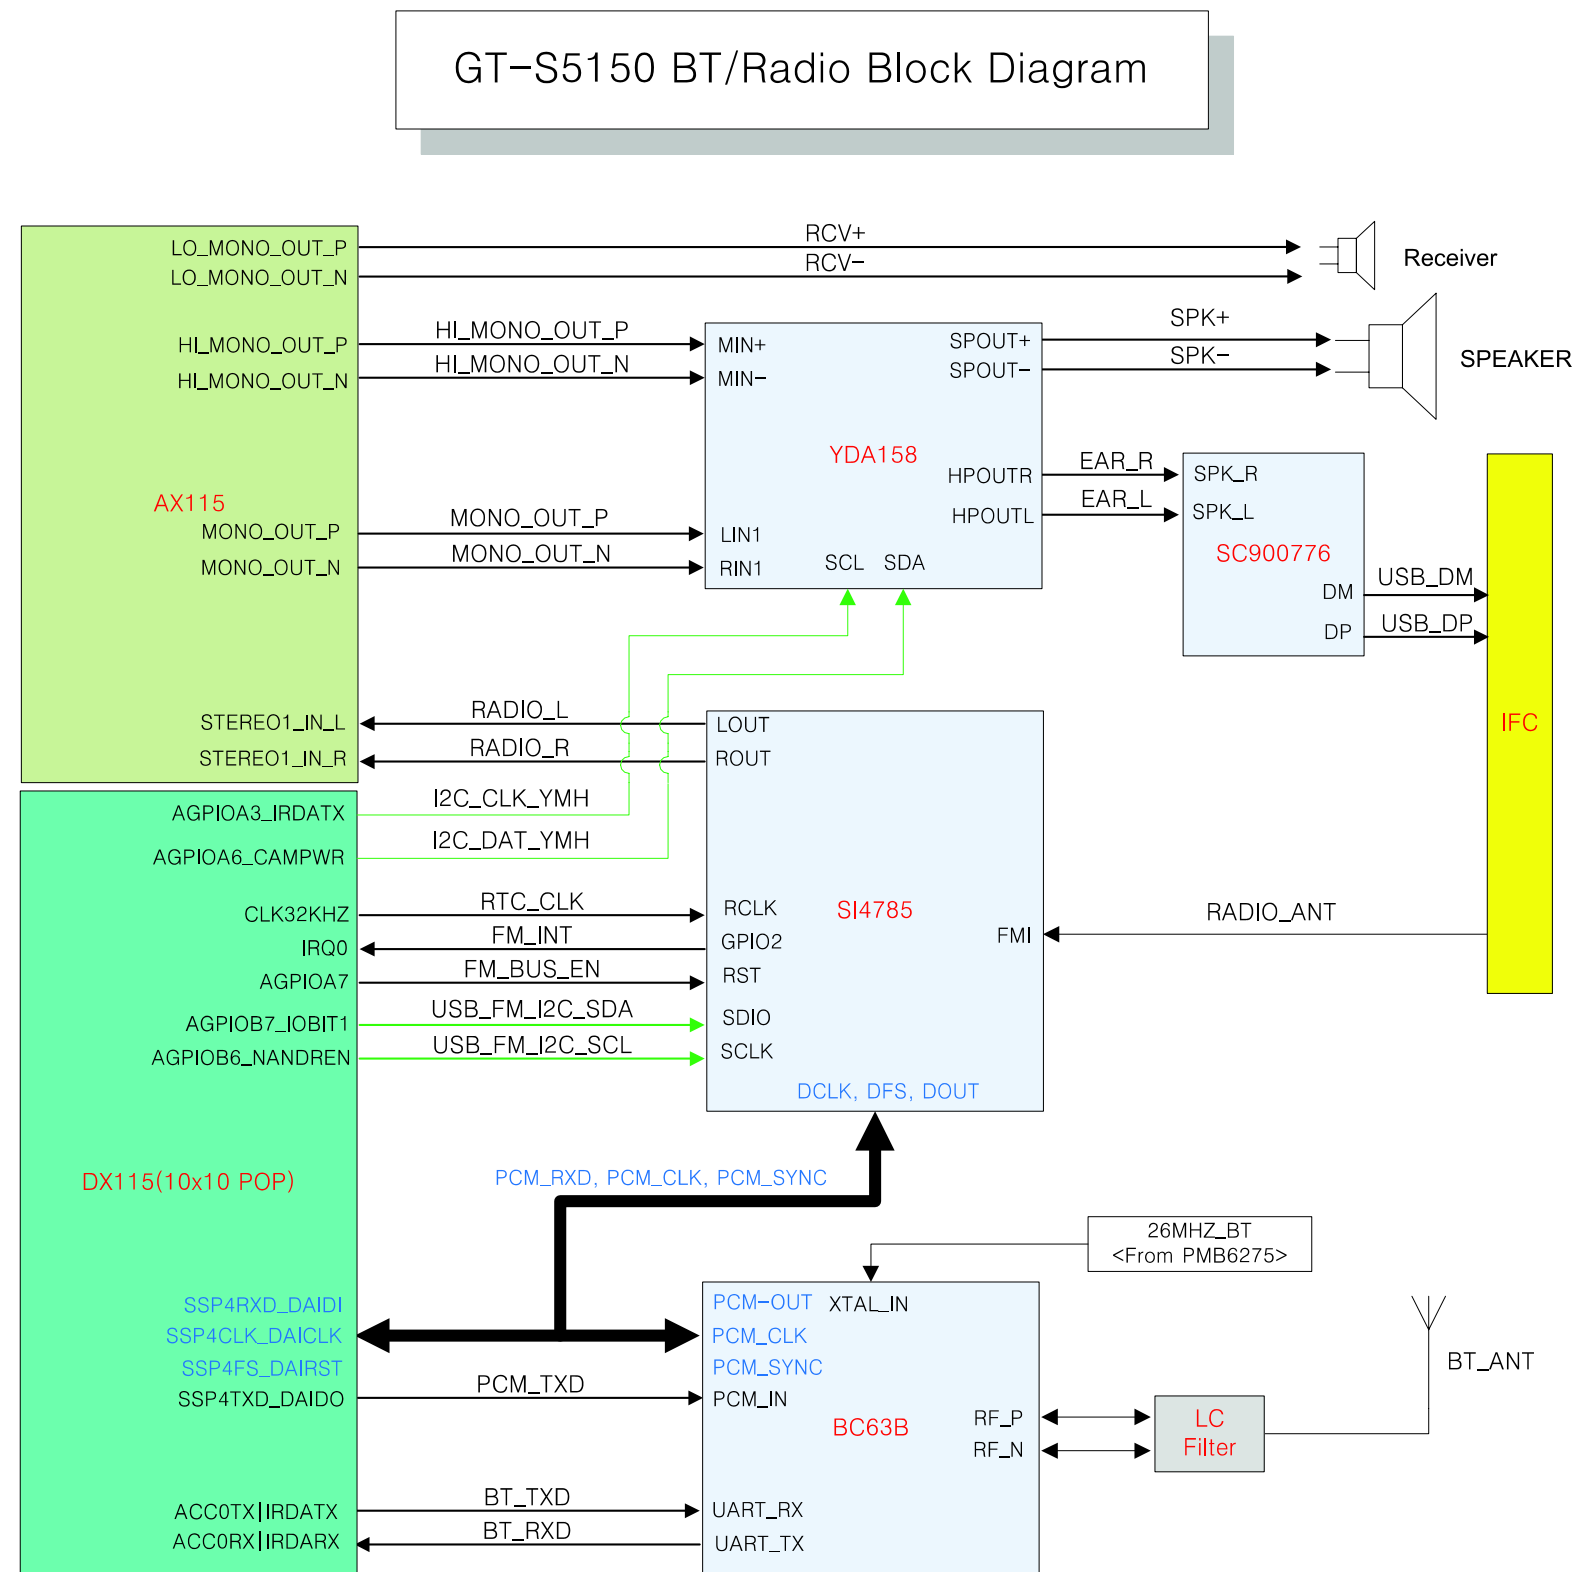 GT-S5150 BT/Radio Block Diagram
LO_MONO_OUT_P
RCV+
LO_MONO_OUT_N
RCV-
Receiver
HI_MONO_OUT_P
HI_MONO_OUT_P
MIN+
SPOUT+
SPK+
HI_MONO_OUT_N
HI_MONO_OUT_N
MIN-
SPOUT-
SPK-
SPEAKER
YDA158
HPOUTR
EAR_R
SPK_R
AX115
HPOUTL
EAR_L
SPK_L
MONO_OUT_P
MONO_OUT_P
LIN1
MONO_OUT_N
MONO_OUT_N
RIN1
SCL SDA
SC900776
DM
USB_DM
DP
USB_DP
IFC
STEREO1_IN_L
RADIO_L
LOUT
STEREO1_IN_R
RADIO_R
ROUT
AGPIOA3_IRDATX
I2C_CLK_YMH
AGPIOA6_CAMPWR
I2C_DAT_YMH
CLK32KHZ
RTC_CLK
RCLK
SI4785
IRQ0
FM_INT
GPIO2
FMI
RADIO_ANT
AGPIOA7
FM_BUS_EN
RST
AGPIOB7_IOBIT1
USB_FM_I2C_SDA
SDIO
AGPIOB6_NANDREN
USB_FM_I2C_SCL
SCLK
DCLK, DFS, DOUT
DX115(10x10 POP)
PCM_RXD, PCM_CLK, PCM_SYNC
26MHZ_BT
<From PMB6275>
SSP4RXD_DAIDI
PCM-OUT
XTAL_IN
SSP4CLK_DAICLK
PCM_CLK
SSP4FS_DAIRST
PCM_SYNC
BT_ANT
SSP4TXD_DAIDO
PCM_TXD
PCM_IN
BC63B
RF_P
RF_N
LC
Filter
ACC0TX|IRDATX
BT_TXD
UART_RX
ACC0RX|IRDARX
BT_RXD
UART_TX